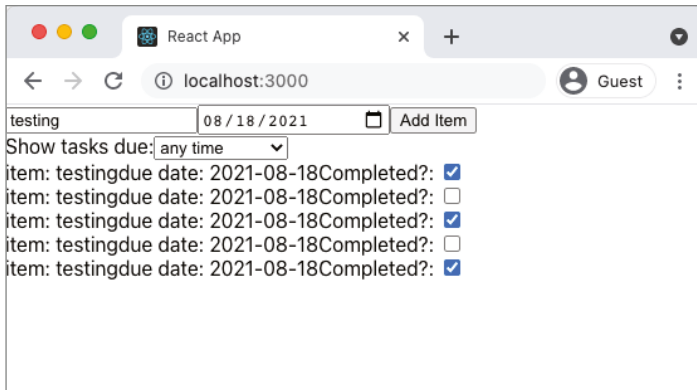 React App
localhost:3000
Guest
testing 08/18/2021 Add Item
Show tasks due: any time
item: testingdue date: 2021-08-18Completed?:
item: testingdue date: 2021-08-18Completed?:
item: testingdue date: 2021-08-18Completed?:
item: testingdue date: 2021-08-18Completed?:
item: testingdue date: 2021-08-18Completed?: